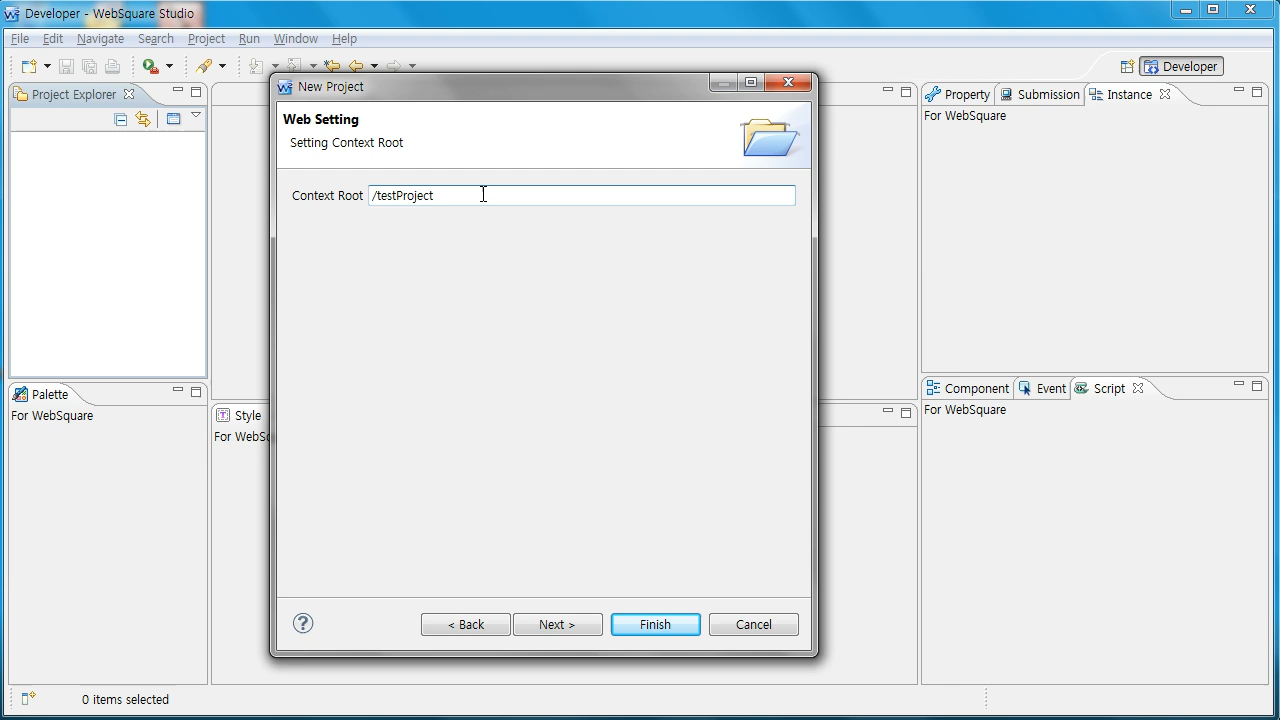 Developer - WebSquare Studio
File Edit Navigate Search Project Run Window Help
Developer
Project Explorer
New Project
Web Setting
Setting Context Root
Context Root /testProject
< Back Next > Finish Cancel
Property Submission Instance
For WebSquare
Palette
For WebSquare
Style
For WebSq
Component Event Script
For WebSquare
0 items selected